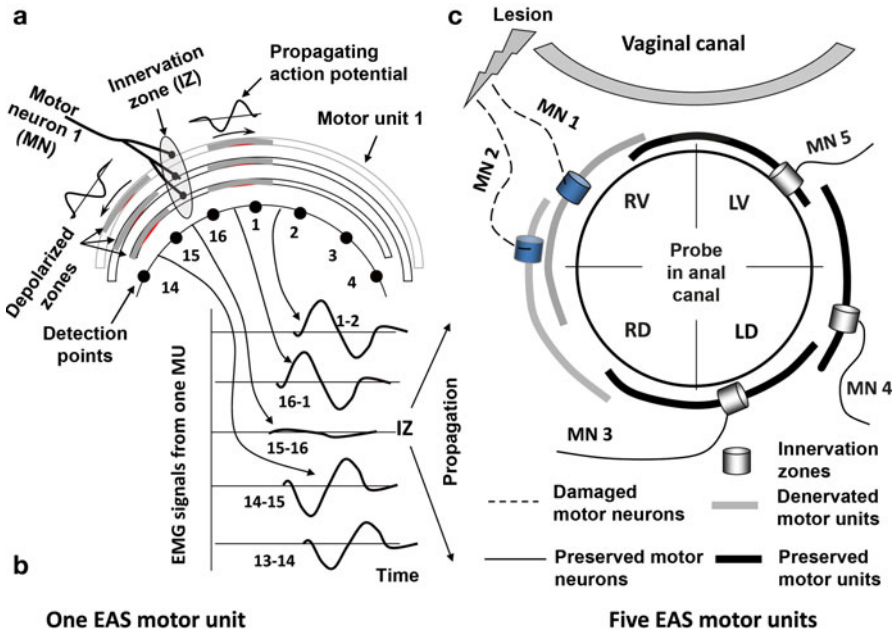 a
Innervation
zone (IZ)
Propagating
action potential
Motor
neuron 1
(MN)
Motor unit 1
Depolarized
zones
Detection
points
14
15
16
1
2
3
4
1-2
16-1
15-16
14-15
13-14
IZ
Propagation
EMG signals from one MU
Time
b
One EAS motor unit
c
Lesion
Vaginal canal
MN 1
MN 2
MN 5
RV
LV
Probe
in anal
canal
RD
LD
MN 4
MN 3
Innervation
zones
Damaged
motor neurons
Denervated
motor units
Preserved motor
neurons
Preserved
motor units
Five EAS motor units